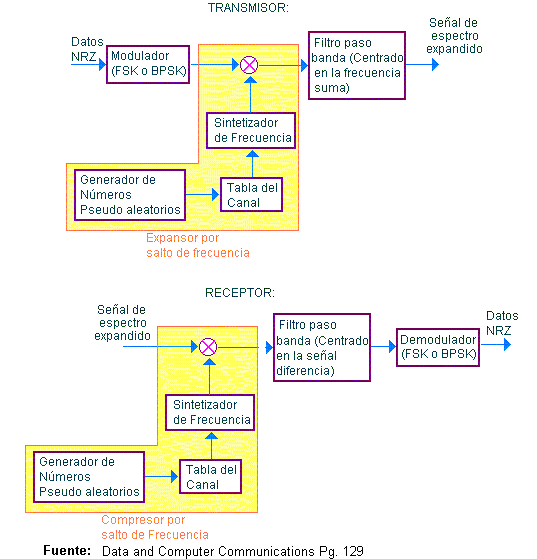 TRANSMISOR:
Señal de
espectro
expandido
Datos
NRZ
Modulador
(FSK o BPSK)
Filtro paso
banda (Centrado
en la frecuencia
suma)
Sintetizador
de Frecuencia
Generador de
Números
Pseudo aleatorios
Tabla del
Canal
Expansor por
salto de frecuencia
RECEPTOR:
Señal de
espectro
expandido
Filtro paso
banda (Centrado
en la señal
diferencia)
Demodulador
(FSK o BPSK)
Datos
NRZ
Sintetizador
de Frecuencia
Generador de
Números
Pseudo aleatorios
Tabla del
Canal
Compresor por
salto de Frecuencia
Fuente: Data and Computer Communications Pg. 129